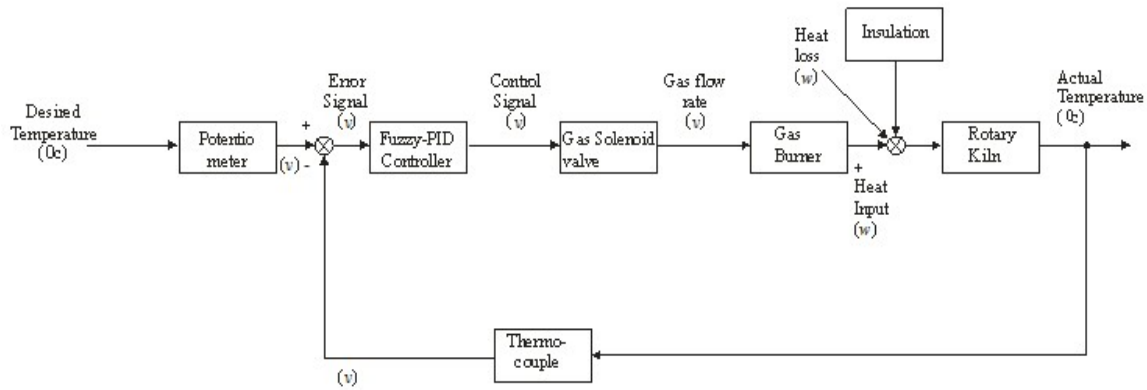 Desired
Temperature
(0c)
Potentio
meter
+
(v) -
Error
Signal
(v)
Fuzzy-PID
Controller
Control
Signal
(v)
Gas Solenoid
valve
Gas flow
rate
(v)
Gas
Burner
Heat
loss
(w)
Insulation
+
Heat
Input
(w)
Rotary
Kiln
Actual
Temperature
(0c)
Thermo-
couple
(v)